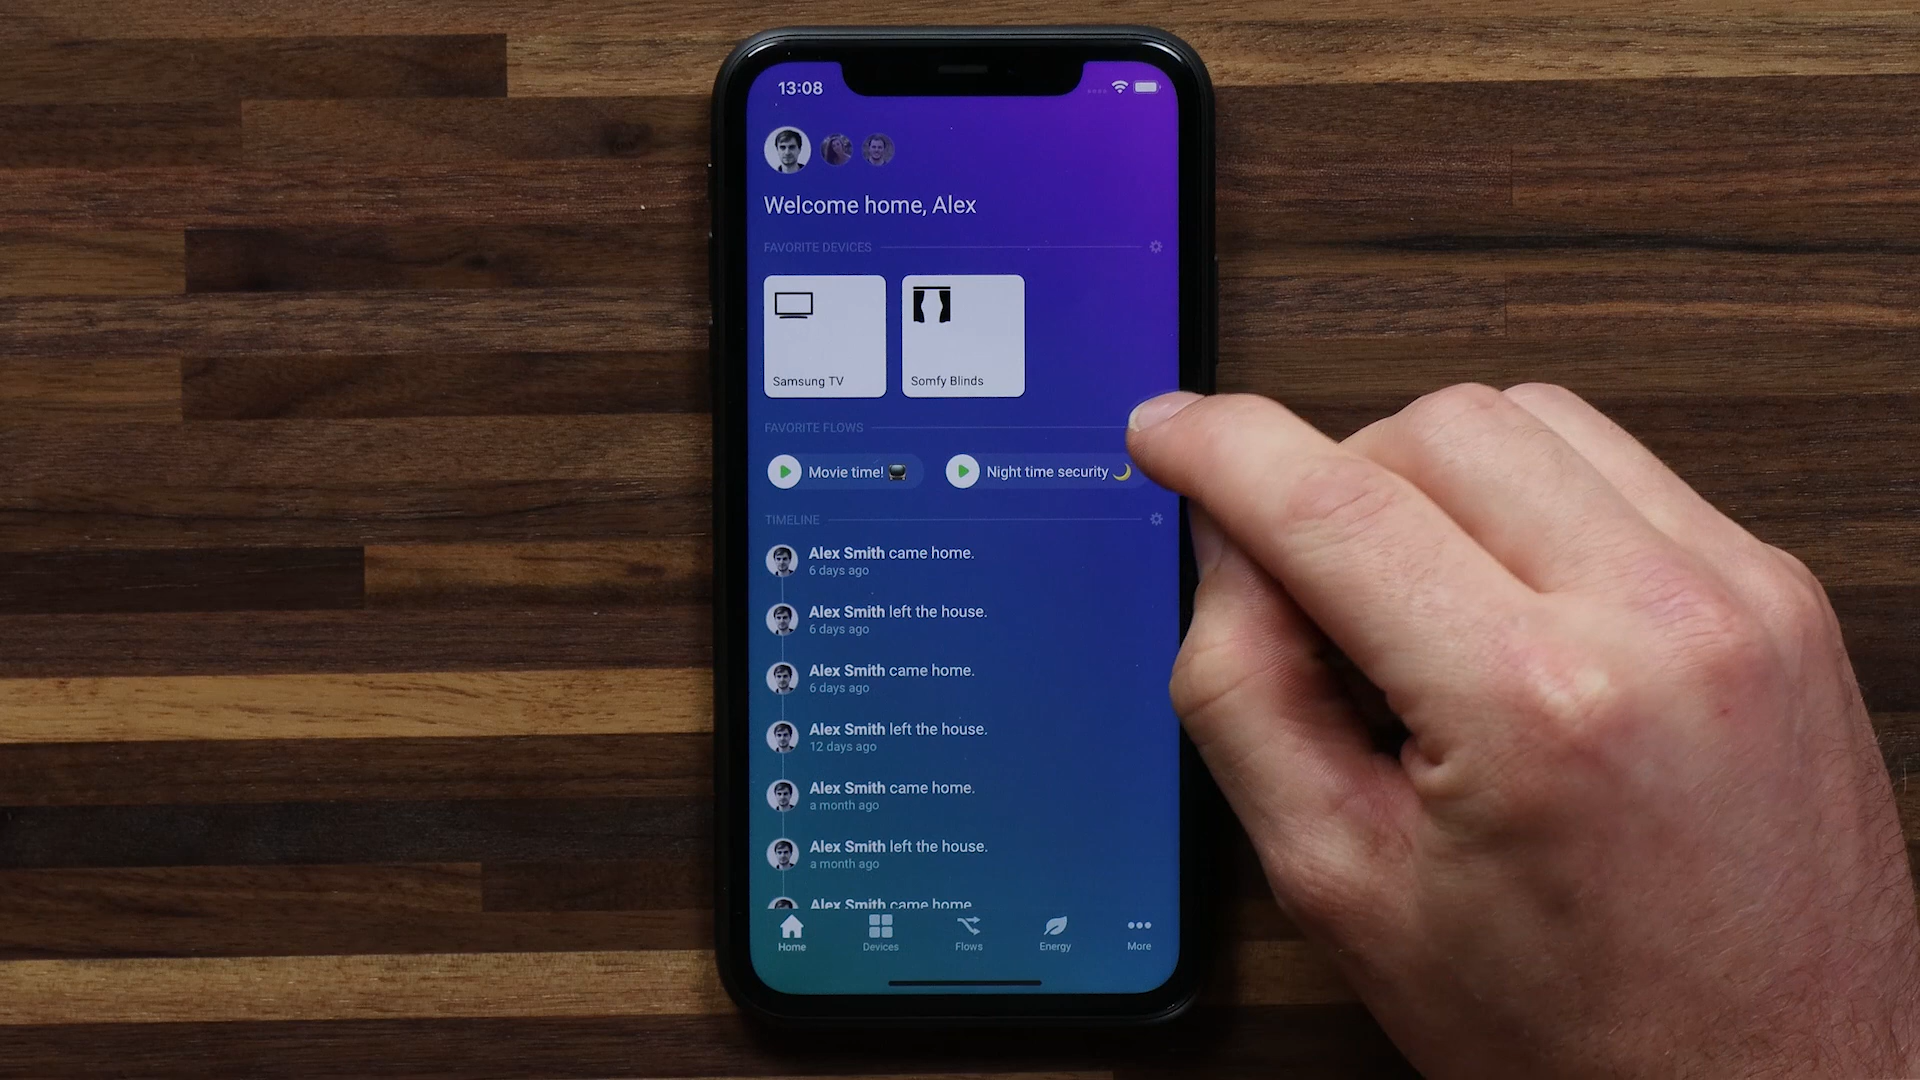 13:08
Welcome home, Alex
FAVORITE DEVICES
Samsung TV
Somfy Blinds
FAVORITE FLOWS
Movie time!
Night time security
TIMELINE
Alex Smith came home.
6 days ago
Alex Smith left the house.
6 days ago
Alex Smith came home.
6 days ago
Alex Smith left the house.
12 days ago
Alex Smith came home.
a month ago
Alex Smith left the house.
a month ago
Alex Smith came home
Home
Devices
Flows
Energy
More